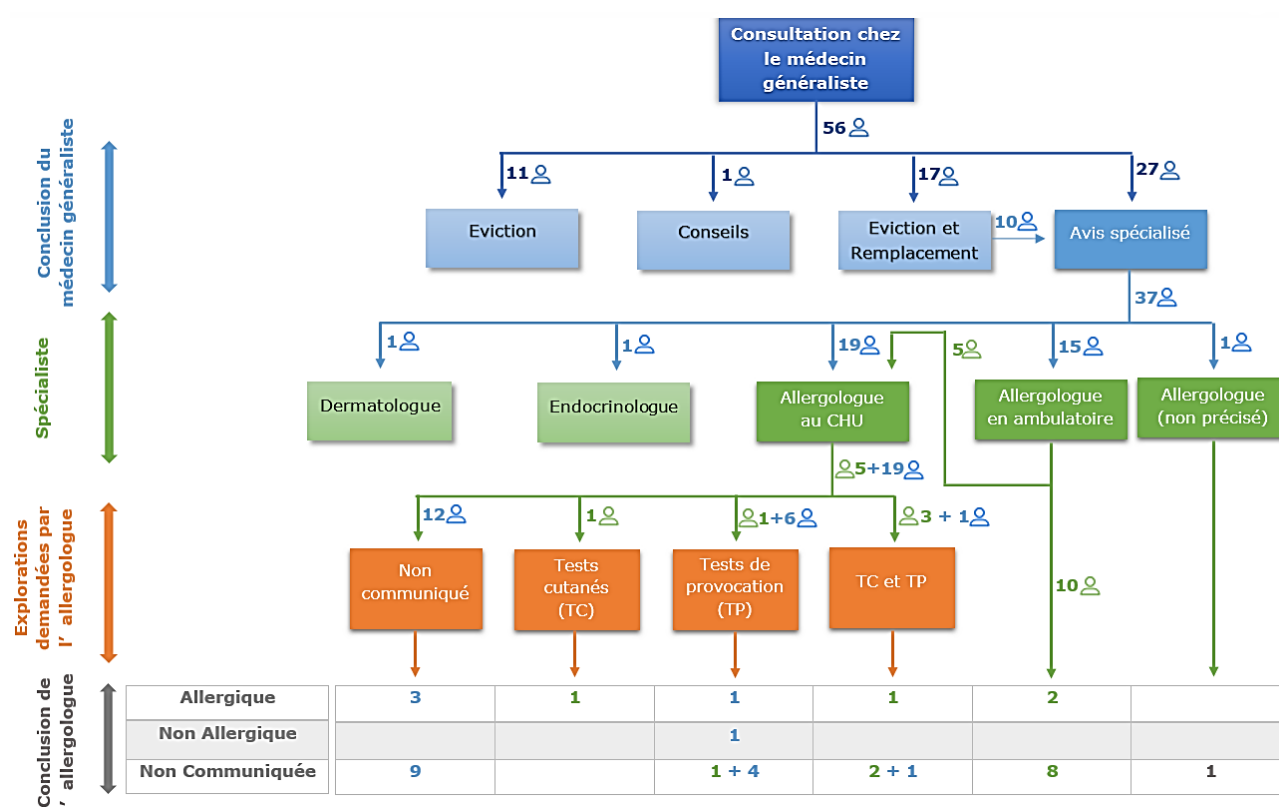 Consultation chez
le médecin
généraliste
56
Conclusion du
médecin généraliste
11
1
17
27
Eviction
Conseils
Eviction et
Remplacement
10
Avis spécialisé
37
Spécialiste
1
1
19
5
15
1
Dermatologue
Endocrinologue
Allergologue
au CHU
Allergologue
en ambulatoire
Allergologue
(non précisé)
5+19
Explorations
demandées par
l’ allergologue
12
1
1+6
3 + 1
Non
communiqué
Tests
cutanés
(TC)
Tests de
provocation
(TP)
TC et TP
10
Conclusion de
l’ allergologue
Allergique 3 1 1 1 2
Non Allergique 1
Non Communiquée 9 1 + 4 2 + 1 8 1